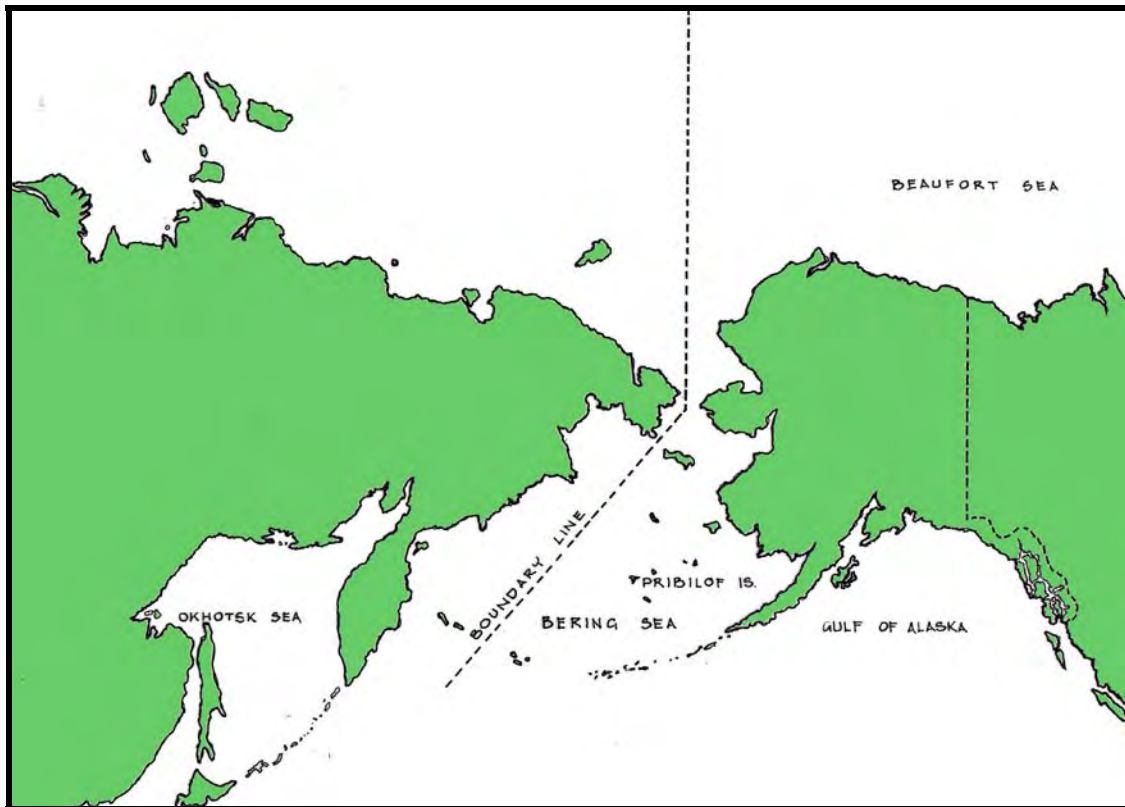 BEAUFORT SEA
BOUNDARY LINE
PRIBILOF IS.
OKHOTSK SEA
BERING SEA
GULF OF ALASKA